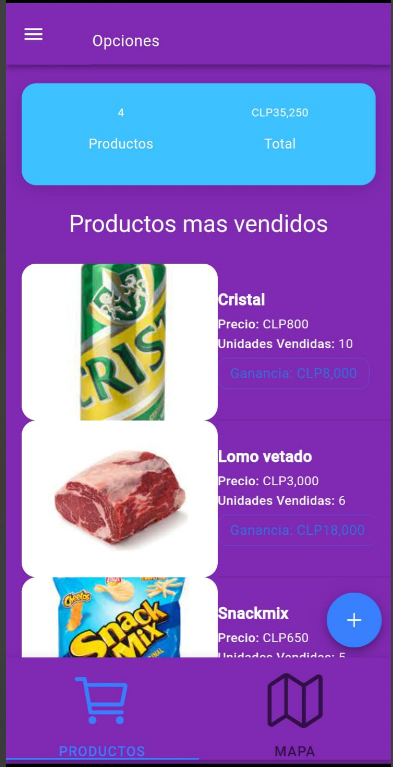 Opciones
4 CLP35,250
Productos Total
Productos mas vendidos
CRIST
Cristal
Precio: CLP800
Unidades Vendidas: 10
Ganancia: CLP8,000
Lomo vetado
Precio: CLP3,000
Unidades Vendidas: 6
Ganancia: CLP18,000
Cheetos
Snack
Mix
Snackmix
Precio: CLP650
Unidades Vendidas: 5
+
PRODUCTOS MAPA